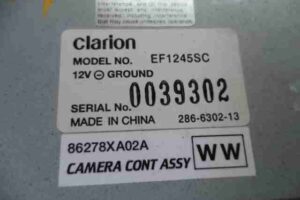 clarion
MODEL NO. EF1245SC
12V ⊖ GROUND
SERIAL No. 0039302
MADE IN CHINA 286-6302-13
86278XA02A
CAMERA CONT ASSY WW